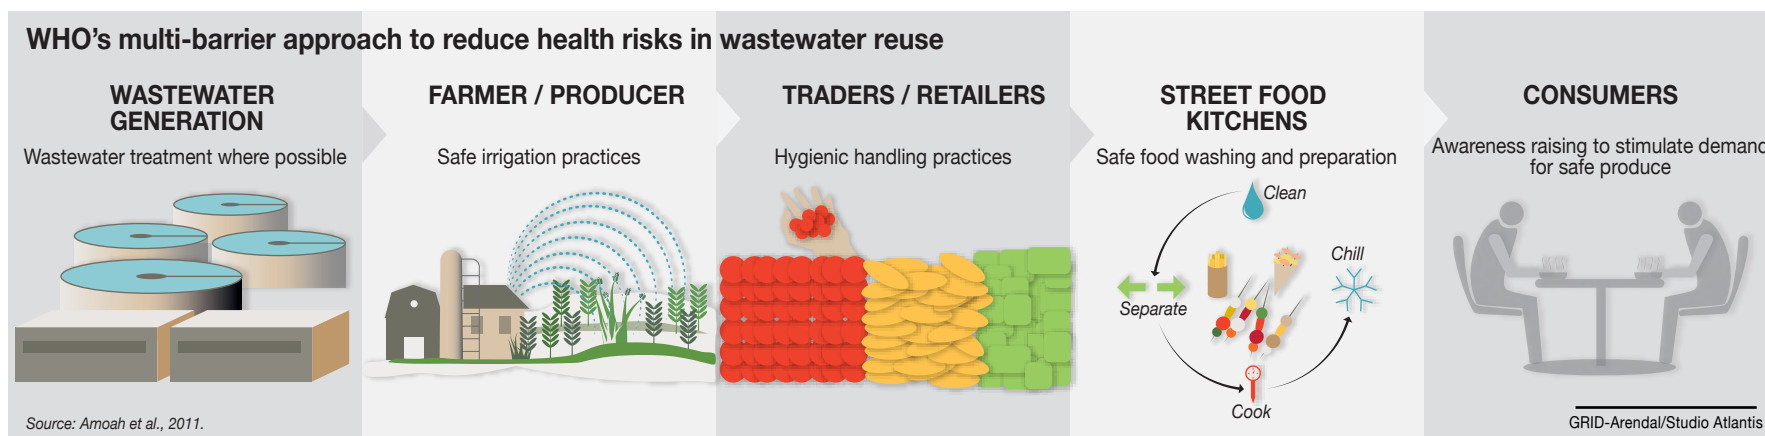 WHO's multi-barrier approach to reduce health risks in wastewater reuse
WASTEWATER
GENERATION
Wastewater treatment where possible
FARMER / PRODUCER
Safe irrigation practices
TRADERS / RETAILERS
Hygienic handling practices
STREET FOOD
KITCHENS
Safe food washing and preparation
Clean
Chill
Separate
Cook
CONSUMERS
Awareness raising to stimulate demand
for safe produce
Source: Amoah et al., 2011.
GRID-Arendal/Studio Atlantis